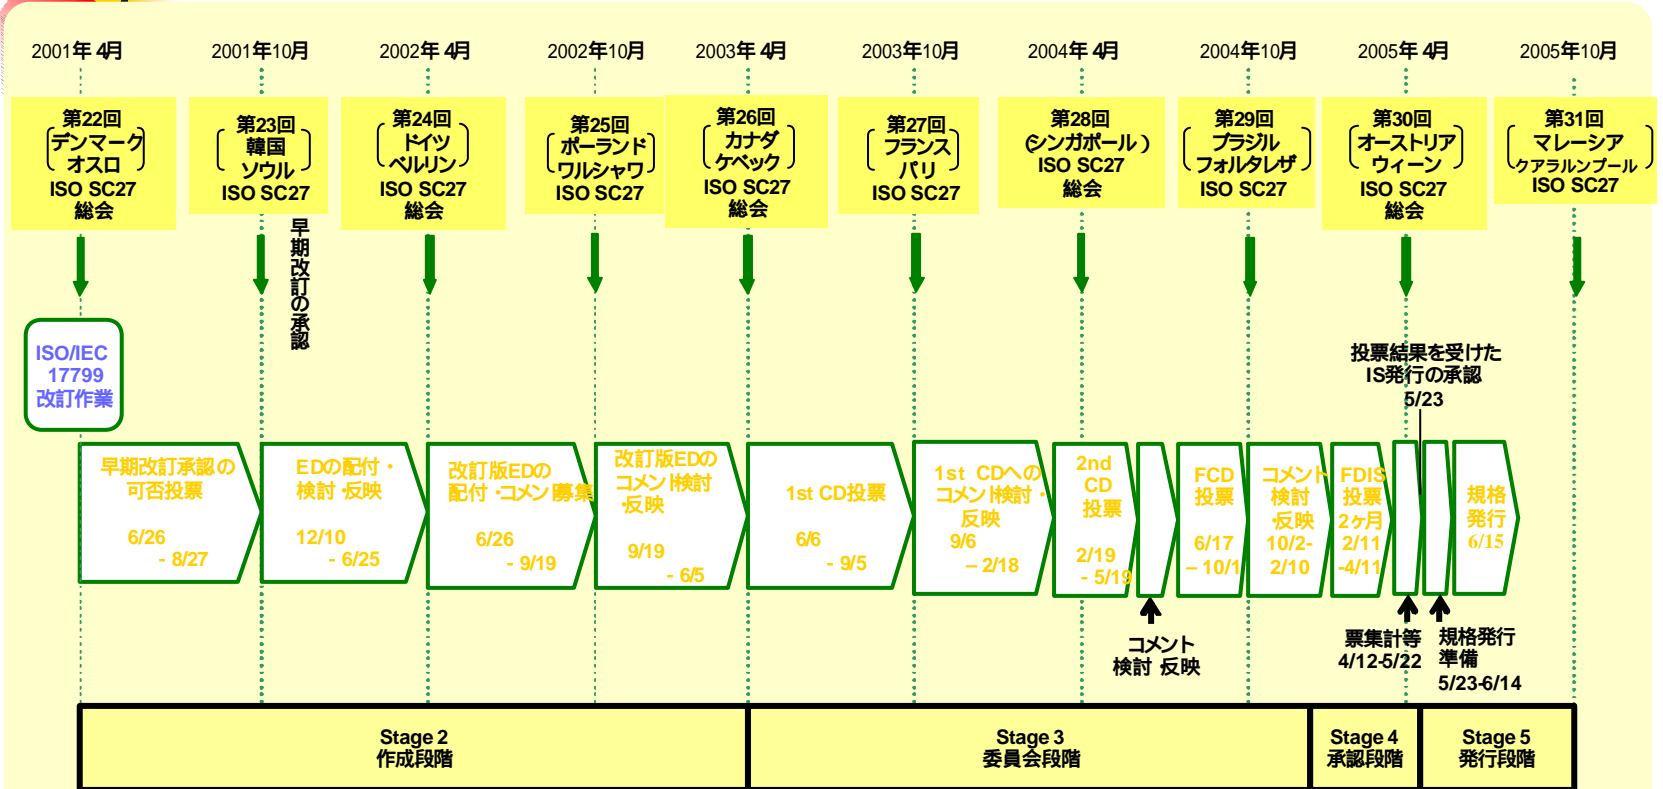 2001年 4月
2001年10月
2002年 4月
2002年10月
2003年 4月
2003年10月
2004年 4月
2004年10月
2005年 4月
2005年10月
第22回
デンマーク
オスロ
ISO SC27
総会
第23回
韓国
ソウル
ISO SC27
第24回
ドイツ
ベルリン
ISO SC27
総会
第25回
ポーランド
ワルシャワ
ISO SC27
第26回
カナダ
ケベック
ISO SC27
総会
第27回
フランス
パリ
ISO SC27
第28回
(シンガポール)
ISO SC27
総会
第29回
ブラジル
フォルタレザ
ISO SC27
第30回
オーストリア
ウィーン
ISO SC27
総会
第31回
マレーシア
クアラルンプール
ISO SC27
早期改訂の承認
ISO/IEC
17799
改訂作業
投票結果を受けた
IS発行の承認
5/23
早期改訂承認の
可否投票
6/26
- 8/27
EDの配付・
検討・反映
12/10
- 6/25
改訂版EDの
配付・コメント募集
6/26
- 9/19
改訂版EDの
コメント検討
・反映
9/19
- 6/5
1st CD投票
6/6
- 9/5
1st CDへの
コメント検討・
反映
9/6
– 2/18
2nd
CD
投票
2/19
- 5/19
FCD
投票
6/17
– 10/1
コメント
検討
・反映
10/2-
2/10
FDIS
投票
2ヶ月
2/11
-4/11
規格
発行
6/15
コメント
検討・反映
票集計等
4/12-5/22
規格発行
準備
5/23-6/14
Stage 2
作成段階
Stage 3
委員会段階
Stage 4
承認段階
Stage 5
発行段階